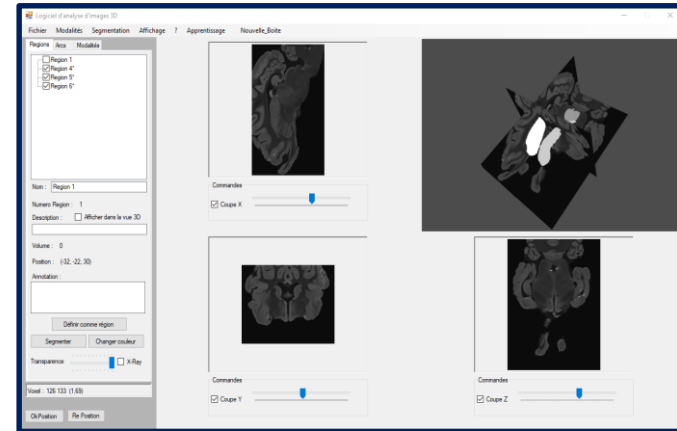 Logiciel d'analyse d'images 3D
Fichier Modalités Segmentation Affichage ? Apprentissage Nouvelle_Boite
Regions Arcs Modalités
Region 1
Region 4*
Region 5*
Region 6*
Nom : Region 1
Numero Region : 1
Description : Afficher dans la vue 3D
Volume : 0
Position : (-32, -22, 30)
Annotation :
Définir comme région
Segmenter Changer couleur
Transparence X-Ray
Voxel : 126 133 (1,69)
OkPosition Re Position
Commandes
Coupe X
Commandes
Coupe Y
Commandes
Coupe Z